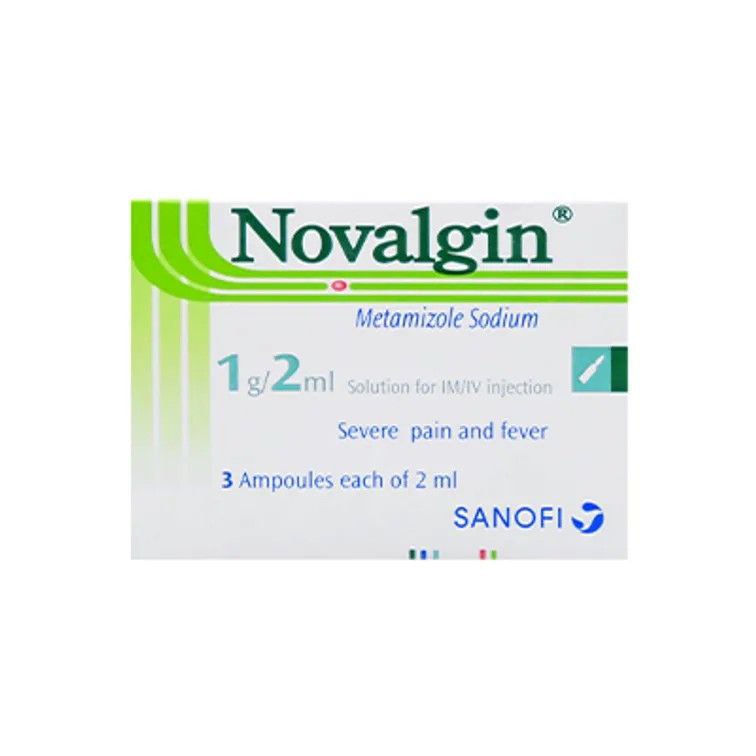 Novalgin®
Metamizole Sodium
1g/2ml Solution for IM/IV injection
Severe pain and fever
3 Ampoules each of 2 ml
SANOFI